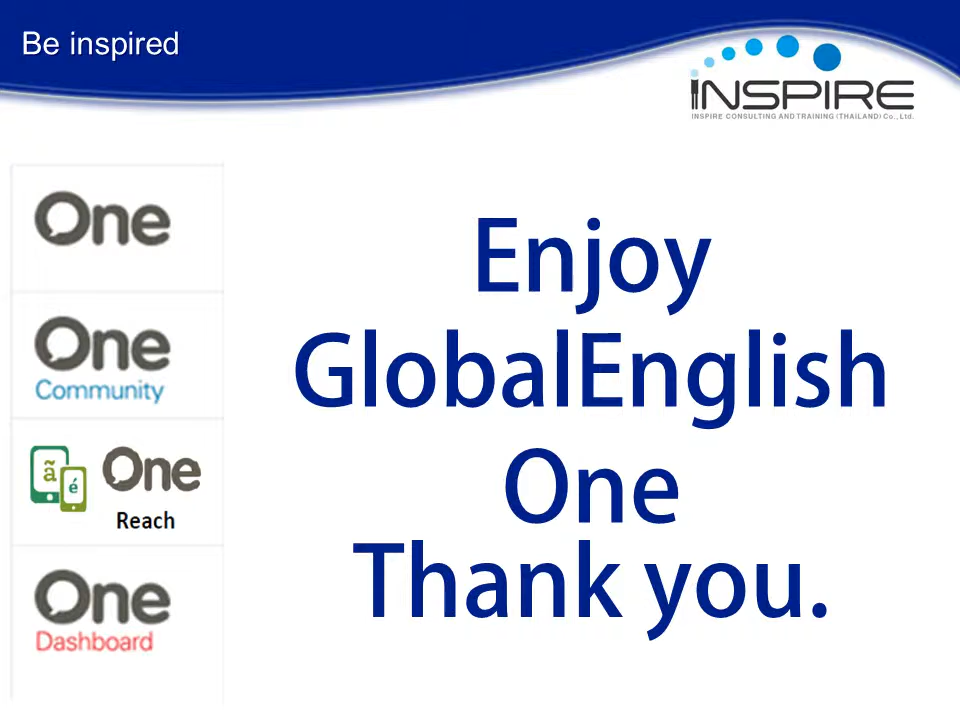 Be inspired
INSPIRE
INSPIRE CONSULTING AND TRAINING (THAILAND) Co., Ltd.
One
One
Community
ã
é
One
Reach
One
Dashboard
Enjoy
GlobalEnglish
One
Thank you.